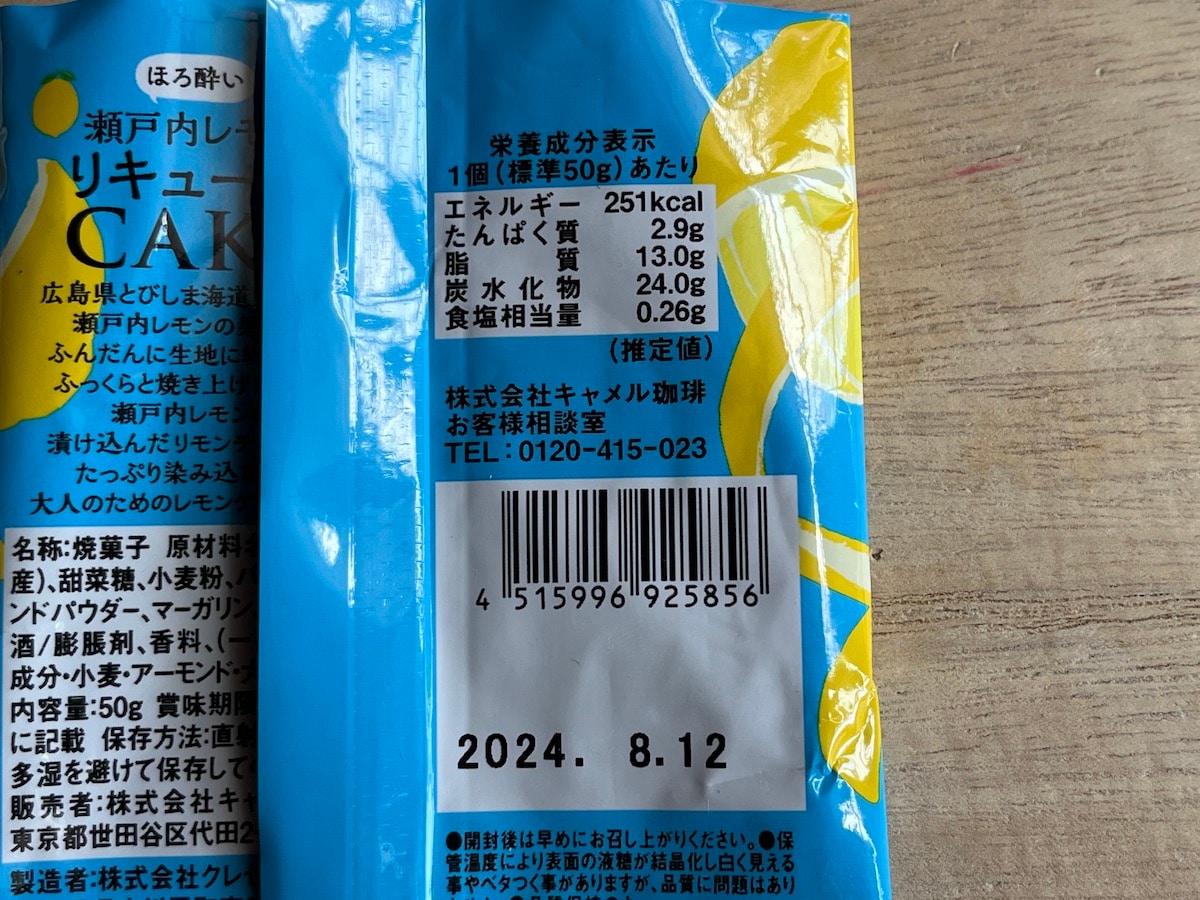 ほろ酔い
瀬戸内レモ
リキュー
CAK
広島県とびしま海道
瀬戸内レモンの
ふんだんに生地に
ふっくらと焼き上げ
瀬戸内レモン
漬け込んだリモン
たっぷり染み込
大人のためのレモン
名称:焼菓子 原材料
産)、甜菜糖、小麦粉、
ンドパウダー、マーガリン
酒/膨脹剤、香料、(一
成分・小麦・アーモンド・
内容量:50g 賞味期限
に記載 保存方法:直射
多湿を避けて保存して
販売者:株式会社キャ
東京都世田谷区代田2
製造者:株式会社クレ
栄養成分表示
1個(標準50g)あたり
エネルギー 251kcal
たんぱく質 2.9g
脂質 13.0g
炭水化物 24.0g
食塩相当量 0.26g
(推定値)
株式会社キャメル珈琲
お客様相談室
TEL:0120-415-023
4 515996 925856
2024. 8.12
●開封後は早めにお召し上がりください。●保
管温度により表面の液糖が結晶化し白く見える
事やベタつく事がありますが、品質に問題はあり